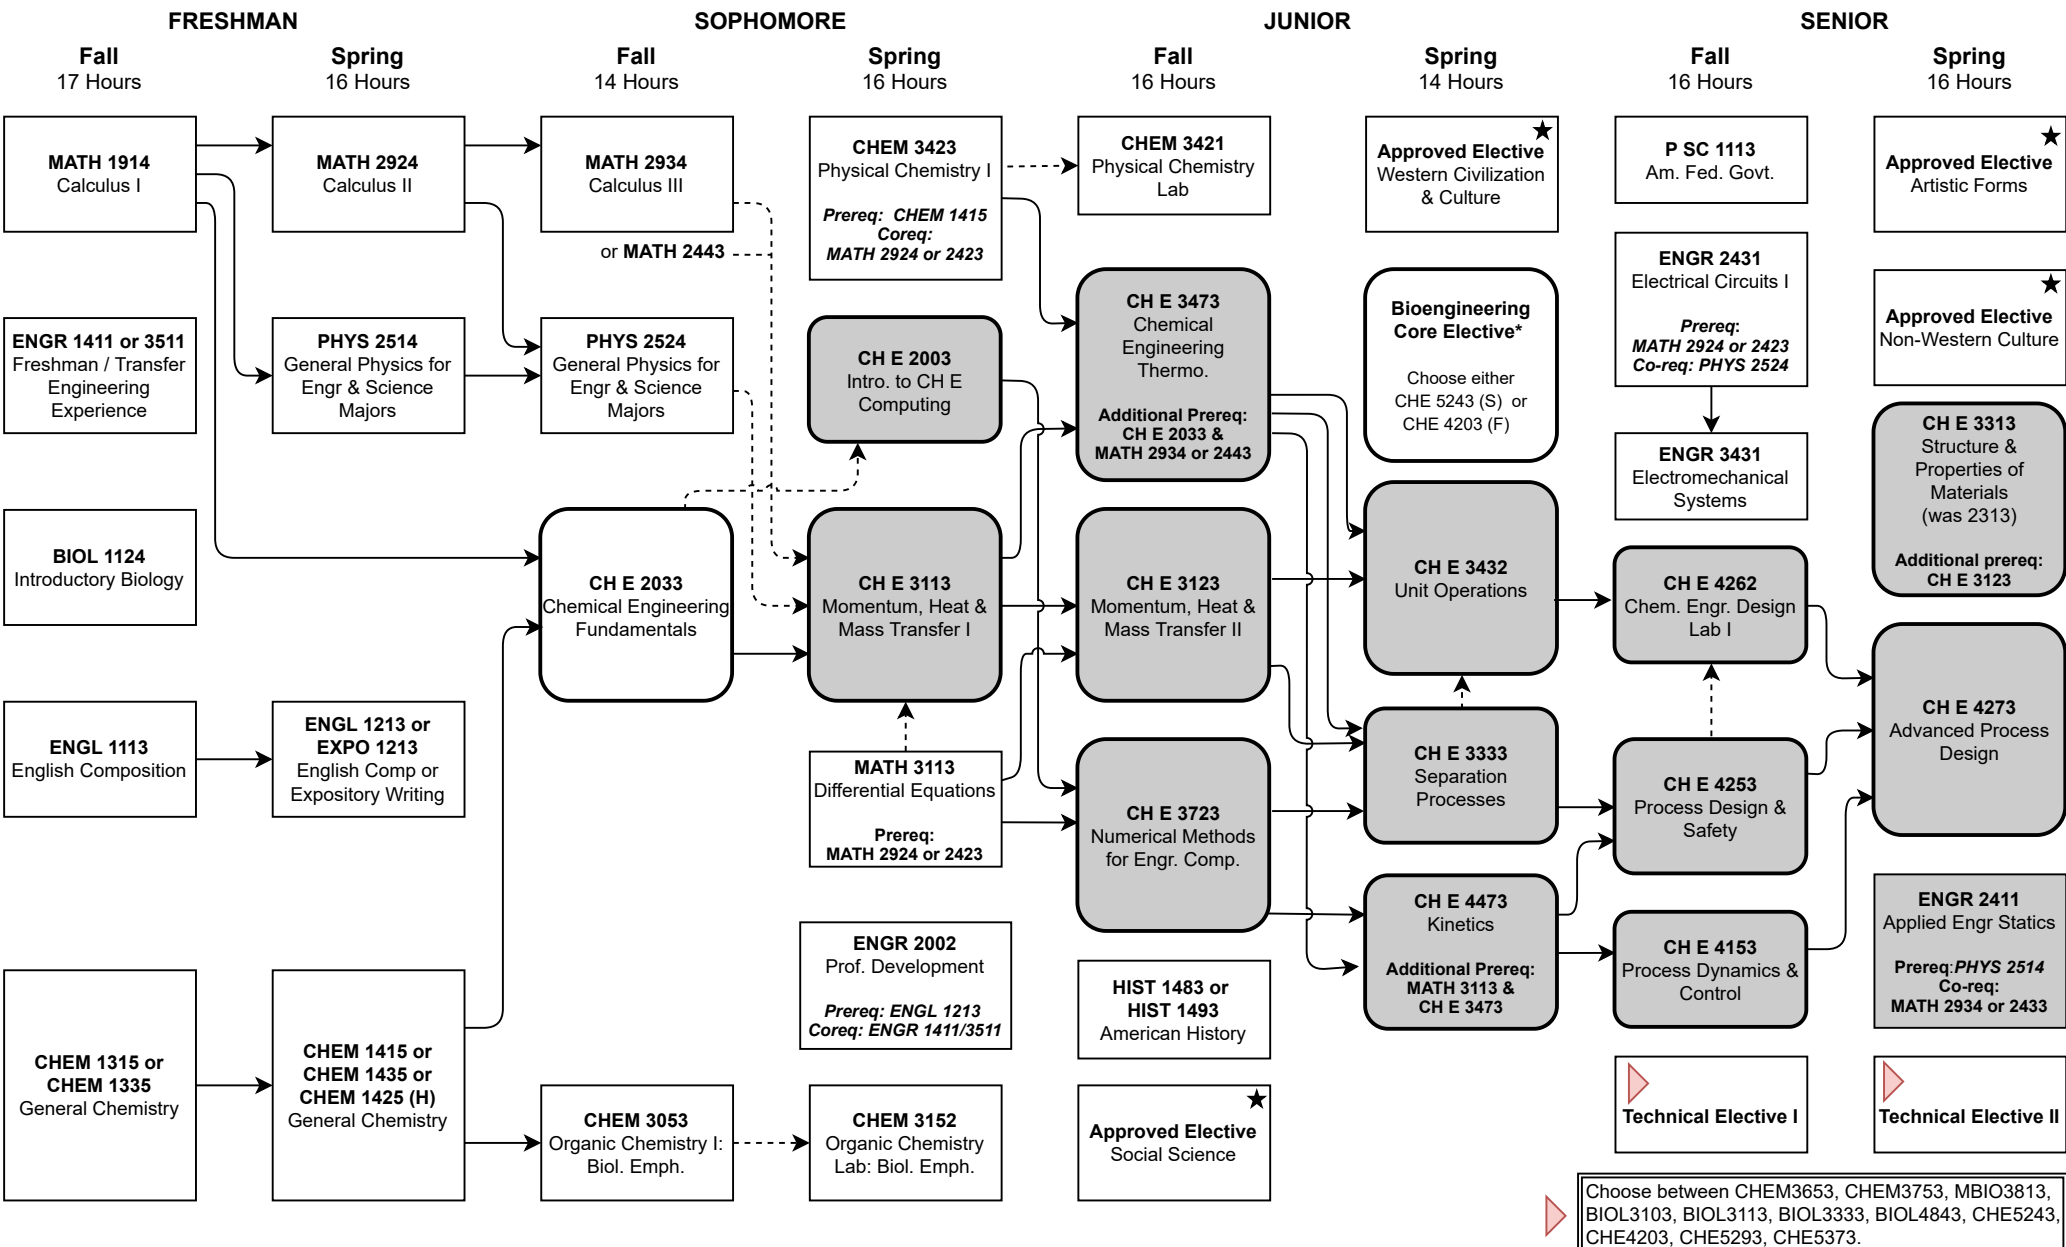 FRESHMAN
SOPHOMORE
JUNIOR
SENIOR
Fall
17 Hours
Spring
16 Hours
Fall
14 Hours
Spring
16 Hours
Fall
16 Hours
Spring
14 Hours
Fall
16 Hours
Spring
16 Hours
MATH 1914
Calculus I
ENGR 1411 or 3511
Freshman / Transfer
Engineering
Experience
BIOL 1124
Introductory Biology
ENGL 1113
English Composition
CHEM 1315 or
CHEM 1335
General Chemistry
MATH 2924
Calculus II
PHYS 2514
General Physics for
Engr & Science
Majors
ENGL 1213 or
EXPO 1213
English Comp or
Expository Writing
CHEM 1415 or
CHEM 1435 or
CHEM 1425 (H)
General Chemistry
MATH 2934
Calculus III
or MATH 2443
PHYS 2524
General Physics for
Engr & Science
Majors
CH E 2033
Chemical Engineering
Fundamentals
CHEM 3053
Organic Chemistry I:
Biol. Emph.
CHEM 3423
Physical Chemistry I
Prereq: CHEM 1415
Coreq:
MATH 2924 or 2423
CH E 2003
Intro. to CH E
Computing
CH E 3113
Momentum, Heat &
Mass Transfer I
MATH 3113
Differential Equations
Prereq:
MATH 2924 or 2423
ENGR 2002
Prof. Development
Prereq: ENGL 1213
Coreq: ENGR 1411/3511
CHEM 3152
Organic Chemistry
Lab: Biol. Emph.
CHEM 3421
Physical Chemistry
Lab
CH E 3473
Chemical
Engineering
Thermo.
Additional Prereq:
CH E 2033 &
MATH 2934 or 2443
CH E 3123
Momentum, Heat &
Mass Transfer II
CH E 3723
Numerical Methods
for Engr. Comp.
HIST 1483 or
HIST 1493
American History
Approved Elective
Social Science
Approved Elective
Western Civilization
& Culture
Bioengineering
Core Elective*
Choose either
CHE 5243 (S) or
CHE 4203 (F)
CH E 3432
Unit Operations
CH E 3333
Separation
Processes
CH E 4473
Kinetics
Additional Prereq:
MATH 3113 &
CH E 3473
P SC 1113
Am. Fed. Govt.
ENGR 2431
Electrical Circuits I
Prereq:
MATH 2924 or 2423
Co-req: PHYS 2524
ENGR 3431
Electromechanical
Systems
CH E 4262
Chem. Engr. Design
Lab I
CH E 4253
Process Design &
Safety
CH E 4153
Process Dynamics &
Control
Technical Elective I
Approved Elective
Artistic Forms
Approved Elective
Non-Western Culture
CH E 3313
Structure &
Properties of
Materials
(was 2313)
Additional prereq:
CH E 3123
CH E 4273
Advanced Process
Design
ENGR 2411
Applied Engr Statics
Prereq:PHYS 2514
Co-req:
MATH 2934 or 2433
Technical Elective II
Choose between CHEM3653, CHEM3753, MBIO3813,
BIOL3103, BIOL3113, BIOL3333, BIOL4843, CHE5243,
CHE4203, CHE5293, CHE5373.